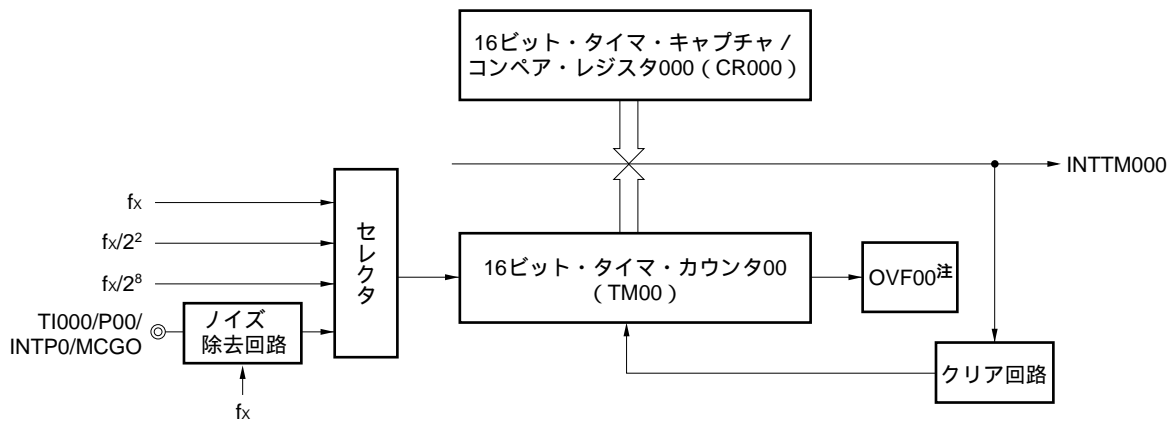 16ビット・タイマ・キャプチャ/
コンペア・レジスタ000(CR000)
INTTM000
fX
fX/2²
fX/2⁸
TI000/P00/
INTP0/MCGO
ノイズ
除去回路
fX
セレクタ
16ビット・タイマ・カウンタ00
(TM00)
OVF00注
クリア回路